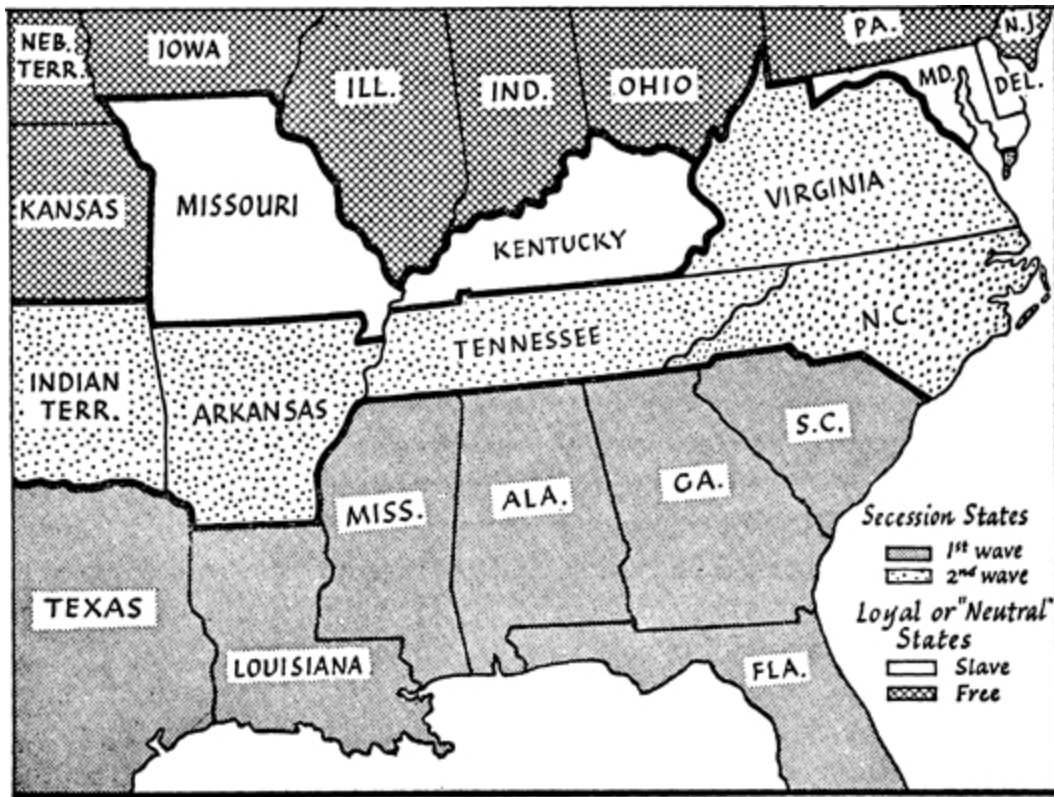 NEB.
TERR.
IOWA
ILL.
IND.
OHIO
PA.
N.J.
MD.
DEL.
KANSAS
MISSOURI
KENTUCKY
VIRGINIA
INDIAN
TERR.
ARKANSAS
TENNESSEE
N.C.
TEXAS
LOUISIANA
MISS.
ALA.
GA.
S.C.
FLA.
Secession States
1st wave
2nd wave
Loyal or "Neutral"
States
Slave
Free